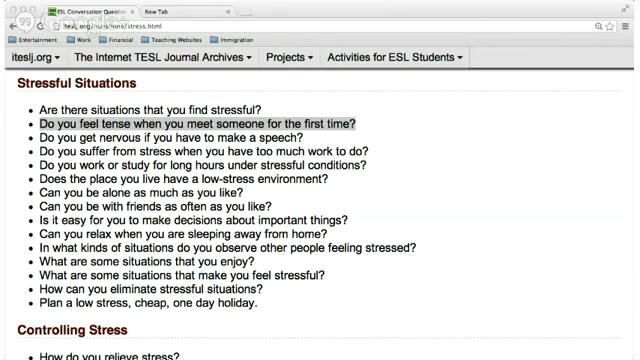 ESL Conversation Question
New Tab
Google+
iteslj.org/questions/stress.html
Entertainment Work Financial Teaching Websites Immigration
iteslj.org The Internet TESL Journal Archives Projects Activities for ESL Students
Stressful Situations
• Are there situations that you find stressful?
• Do you feel tense when you meet someone for the first time?
• Do you get nervous if you have to make a speech?
• Do you suffer from stress when you have too much work to do?
• Do you work or study for long hours under stressful conditions?
• Does the place you live have a low-stress environment?
• Can you be alone as much as you like?
• Can you be with friends as often as you like?
• Is it easy for you to make decisions about important things?
• Can you relax when you are sleeping away from home?
• In what kinds of situations do you observe other people feeling stressed?
• What are some situations that you enjoy?
• What are some situations that make you feel stressful?
• How can you eliminate stressful situations?
• Plan a low stress, cheap, one day holiday.
Controlling Stress
• How do you relieve stress?